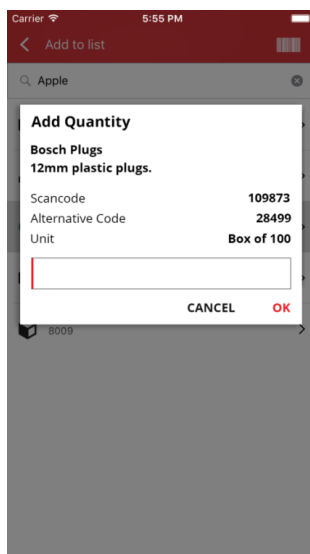 Carrier 5:55 PM
Add to list
Apple
Add Quantity
Bosch Plugs
12mm plastic plugs.
Scancode 109873
Alternative Code 28499
Unit Box of 100
CANCEL OK
8009